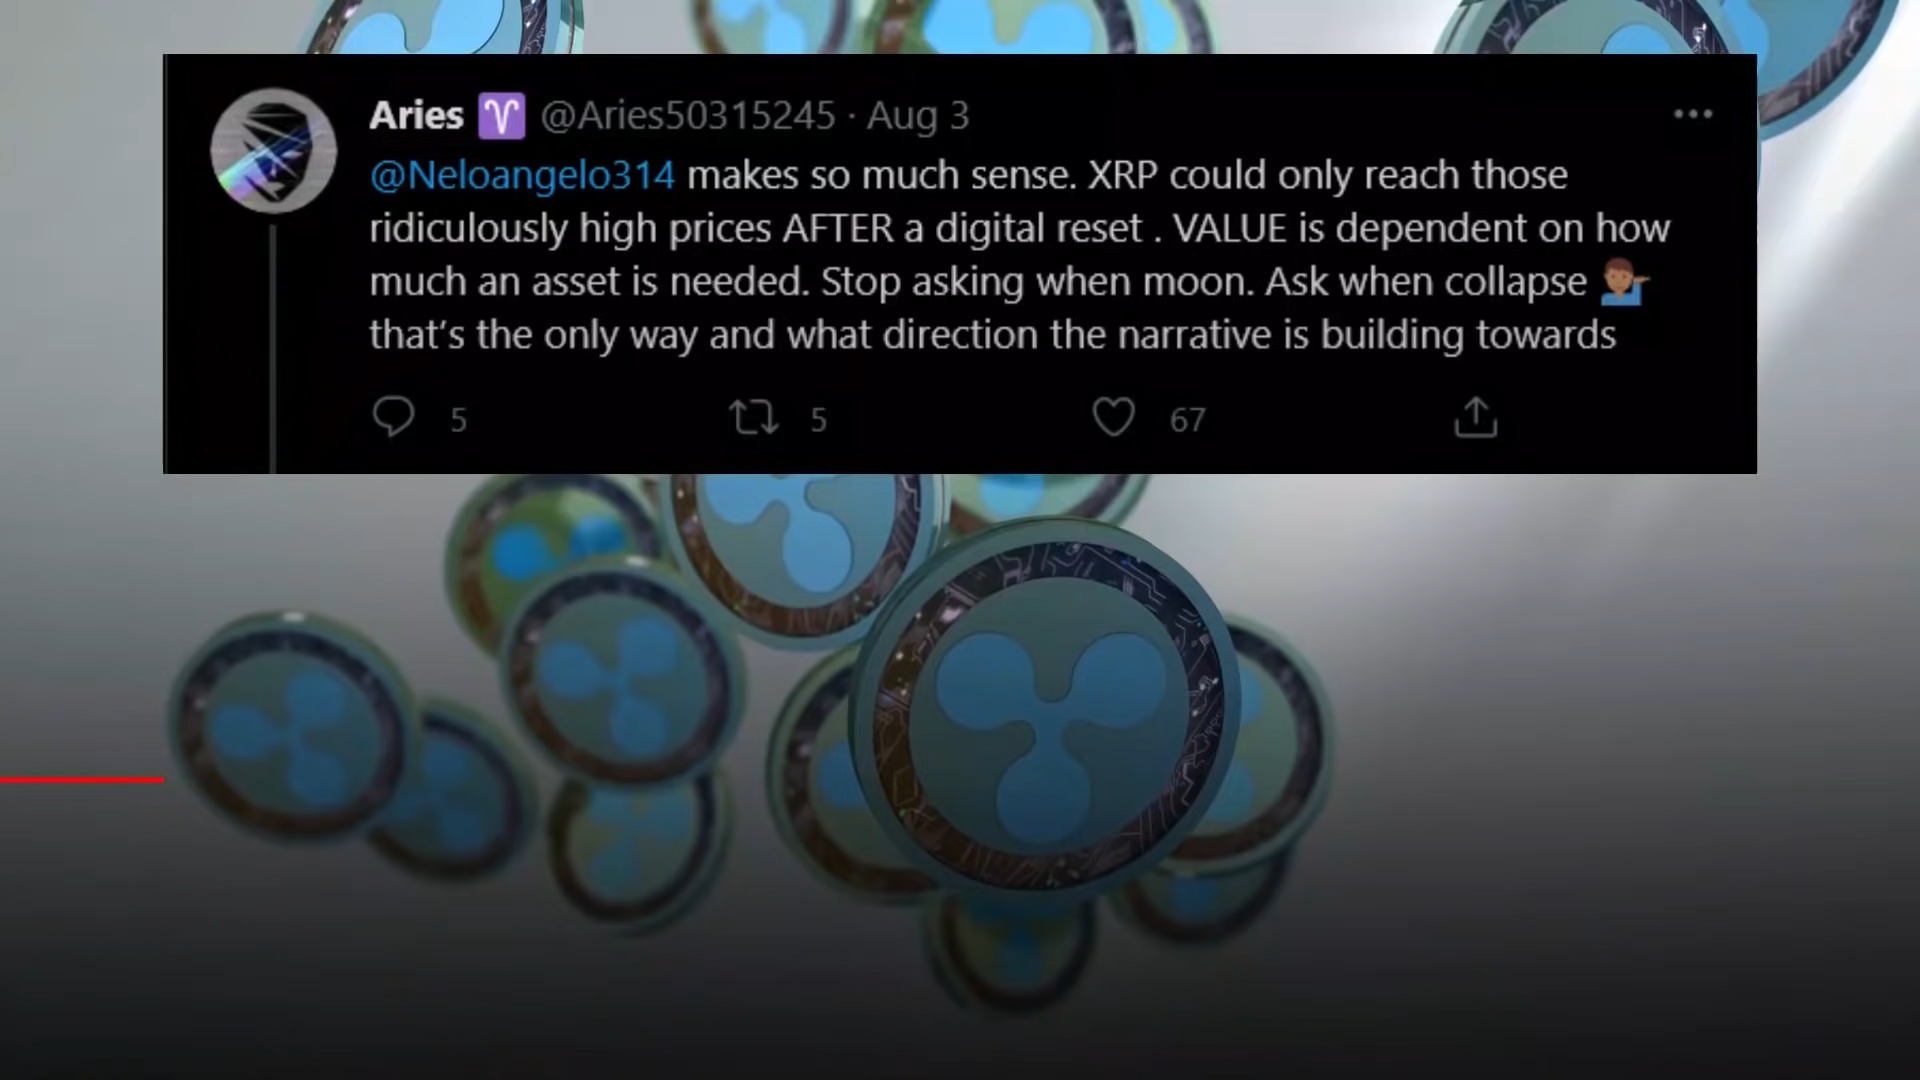 Aries ♈ @Aries50315245 · Aug 3
@Neloangelo314 makes so much sense. XRP could only reach those
ridiculously high prices AFTER a digital reset . VALUE is dependent on how
much an asset is needed. Stop asking when moon. Ask when collapse 💁🏽‍♂️
that's the only way and what direction the narrative is building towards
5 5 67